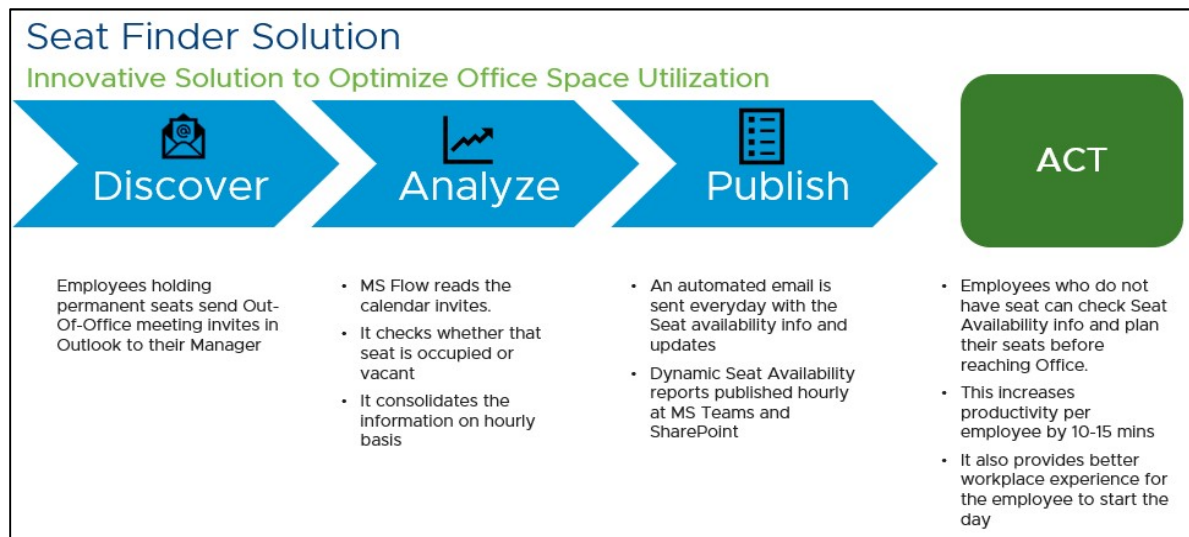 Seat Finder Solution
Innovative Solution to Optimize Office Space Utilization
Discover
Analyze
Publish
ACT
Employees holding
permanent seats send Out-
Of-Office meeting invites in
Outlook to their Manager
• MS Flow reads the
calendar invites.
• It checks whether that
seat is occupied or
vacant
• It consolidates the
information on hourly
basis
• An automated email is
sent everyday with the
Seat availability info and
updates
• Dynamic Seat Availability
reports published hourly
at MS Teams and
SharePoint
• Employees who do not
have seat can check Seat
Availability info and plan
their seats before
reaching Office.
• This increases
productivity per
employee by 10-15 mins
• It also provides better
workplace experience for
the employee to start the
day